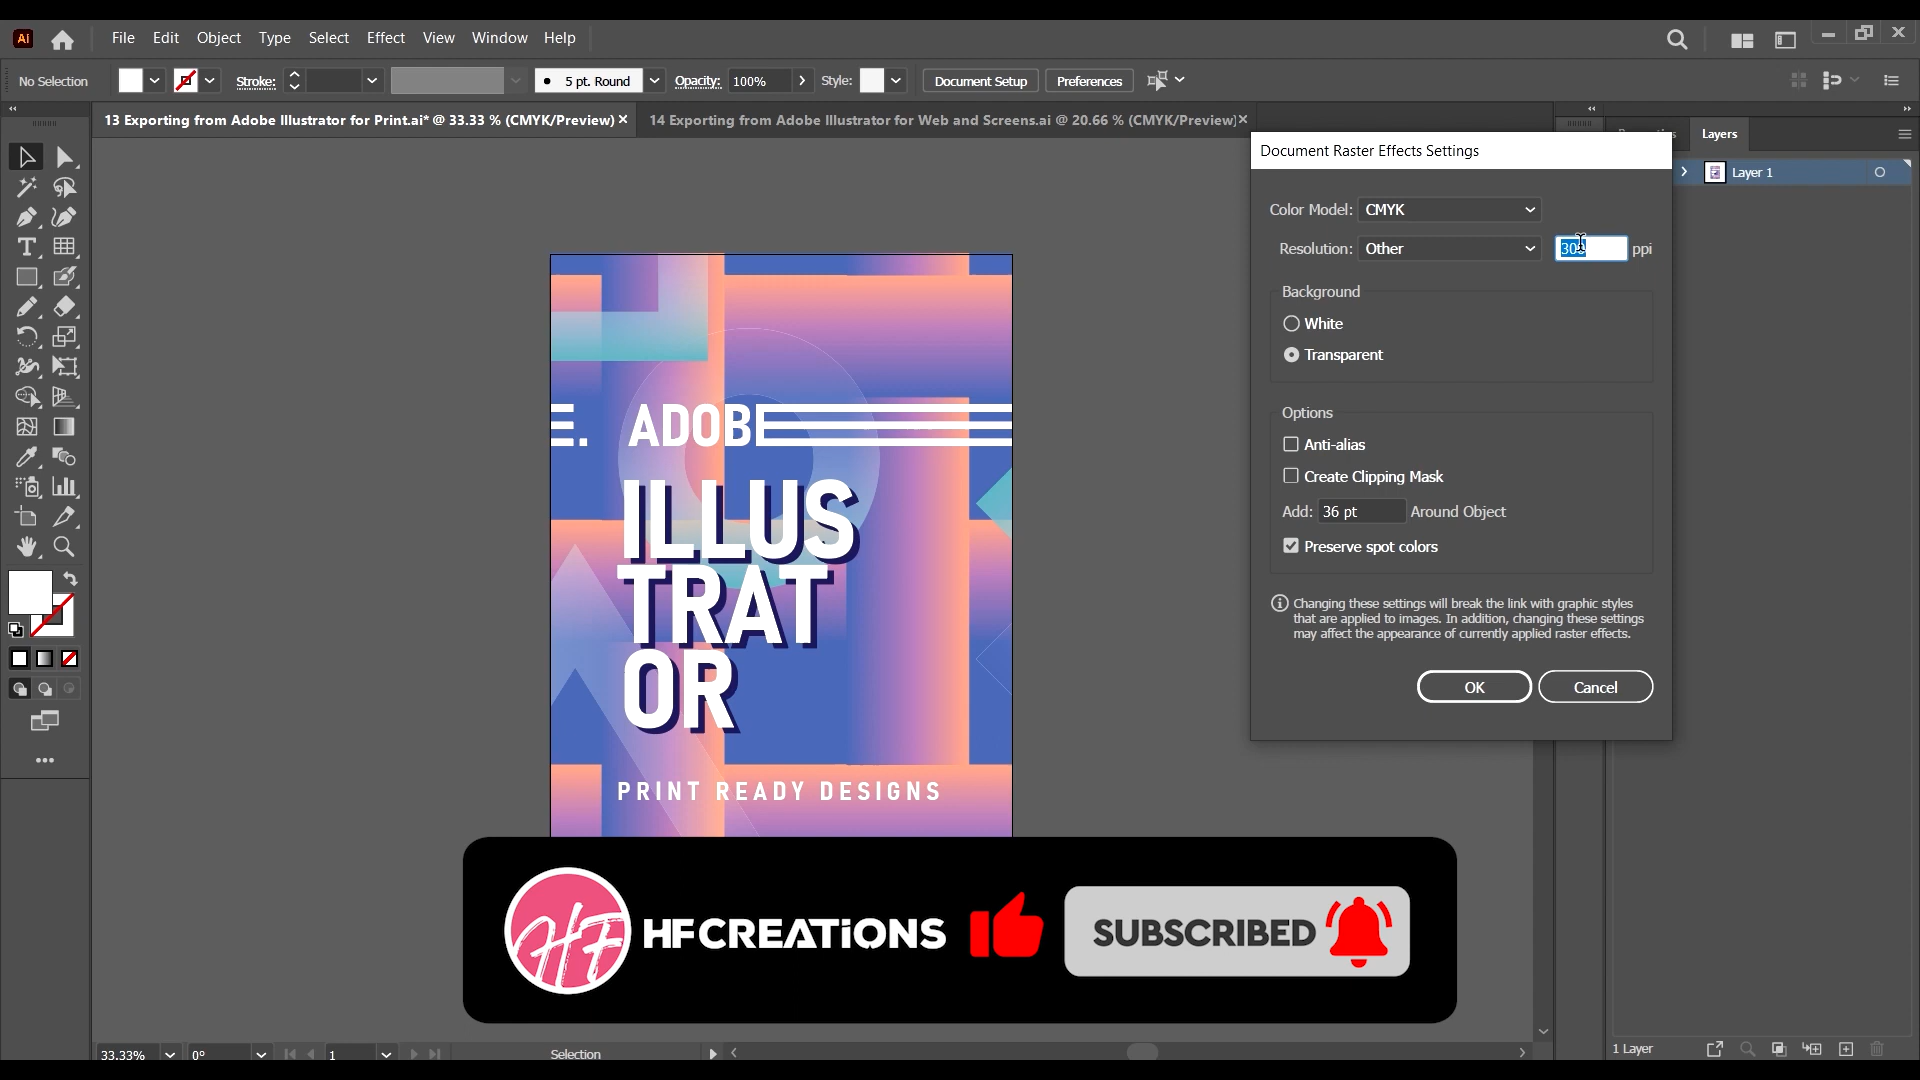 Ai
File Edit Object Type Select Effect View Window Help
No Selection
Stroke:
5 pt. Round
Opacity: 100%
Style:
Document Setup
Preferences
13 Exporting from Adobe Illustrator for Print.ai* @ 33.33 % (CMYK/Preview)
14 Exporting from Adobe Illustrator for Web and Screens.ai @ 20.66 % (CMYK/Preview)
Layers
Layer 1
Document Raster Effects Settings
Color Model: CMYK
Resolution: Other
ppi
Background
White
Transparent
Options
Anti-alias
Create Clipping Mask
Add: 36 pt Around Object
Preserve spot colors
Changing these settings will break the link with graphic styles
that are applied to images. In addition, changing these settings
may affect the appearance of currently applied raster effects.
OK
Cancel
E. ADOBE
ILLUS
TRAT
OR
PRINT READY DESIGNS
HF
HFCREATiONS
SUBSCRIBED
33.33%
0°
1
Selection
1 Layer